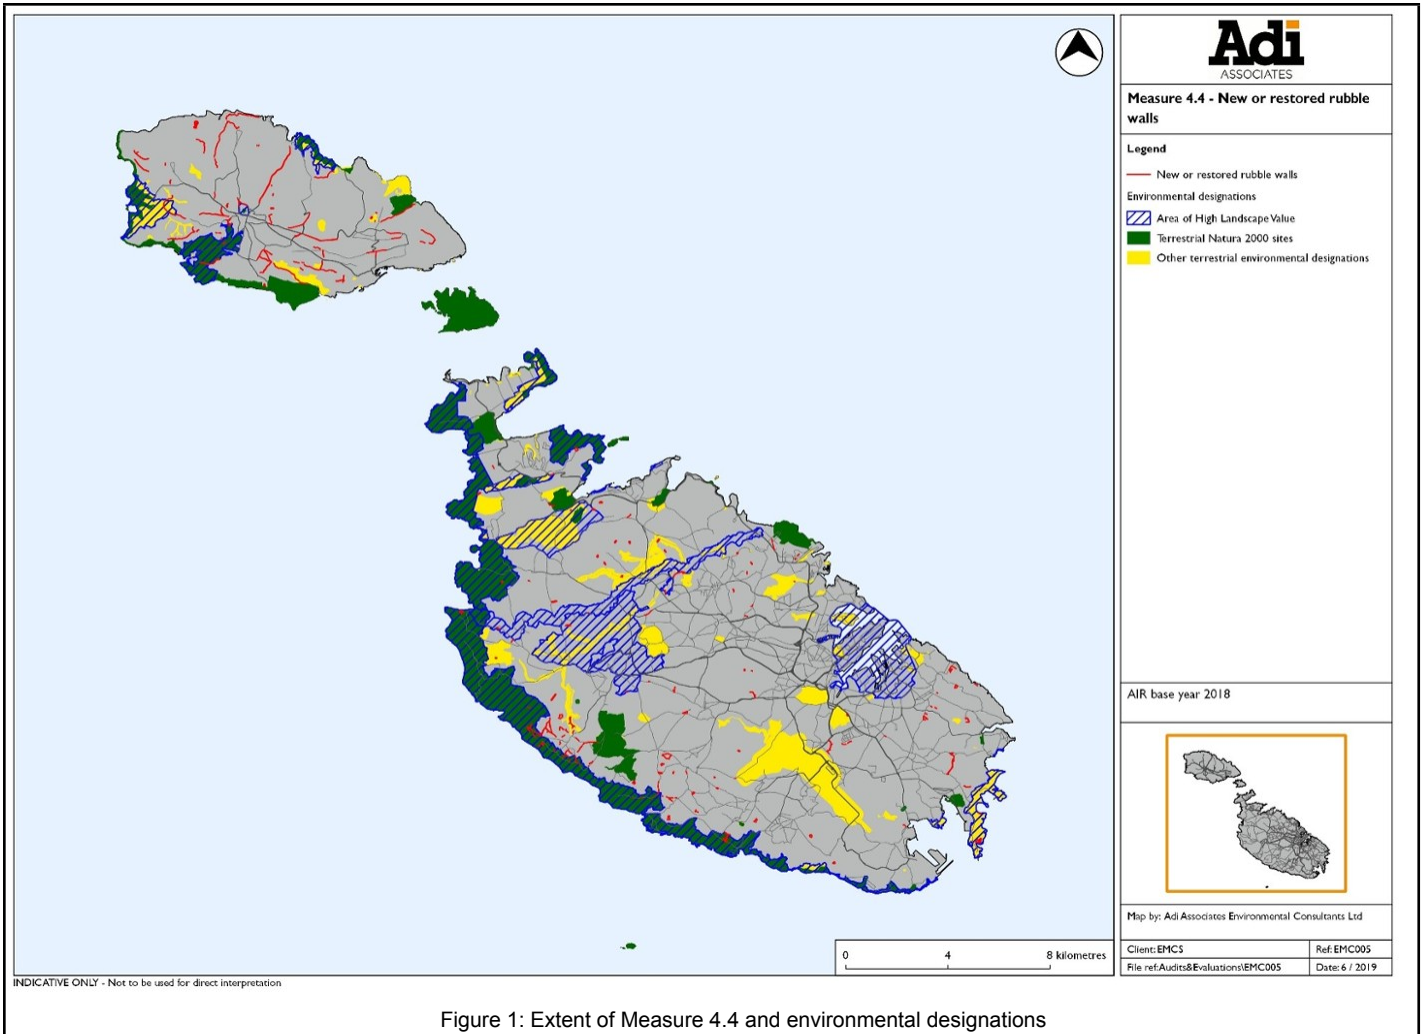 Adi
ASSOCIATES
Measure 4.4 - New or restored rubble
walls
Legend
New or restored rubble walls
Environmental designations
Area of High Landscape Value
Terrestrial Natura 2000 sites
Other terrestrial environmental designations
AIR base year 2018
Map by: Adi Associates Environmental Consultants Ltd
Client: EMCS
Ref: EMC005
File ref:Audits&Evaluations\EMC005
Date: 6 / 2019
0 4 8 kilometres
INDICATIVE ONLY - Not to be used for direct interpretation
Figure 1: Extent of Measure 4.4 and environmental designations